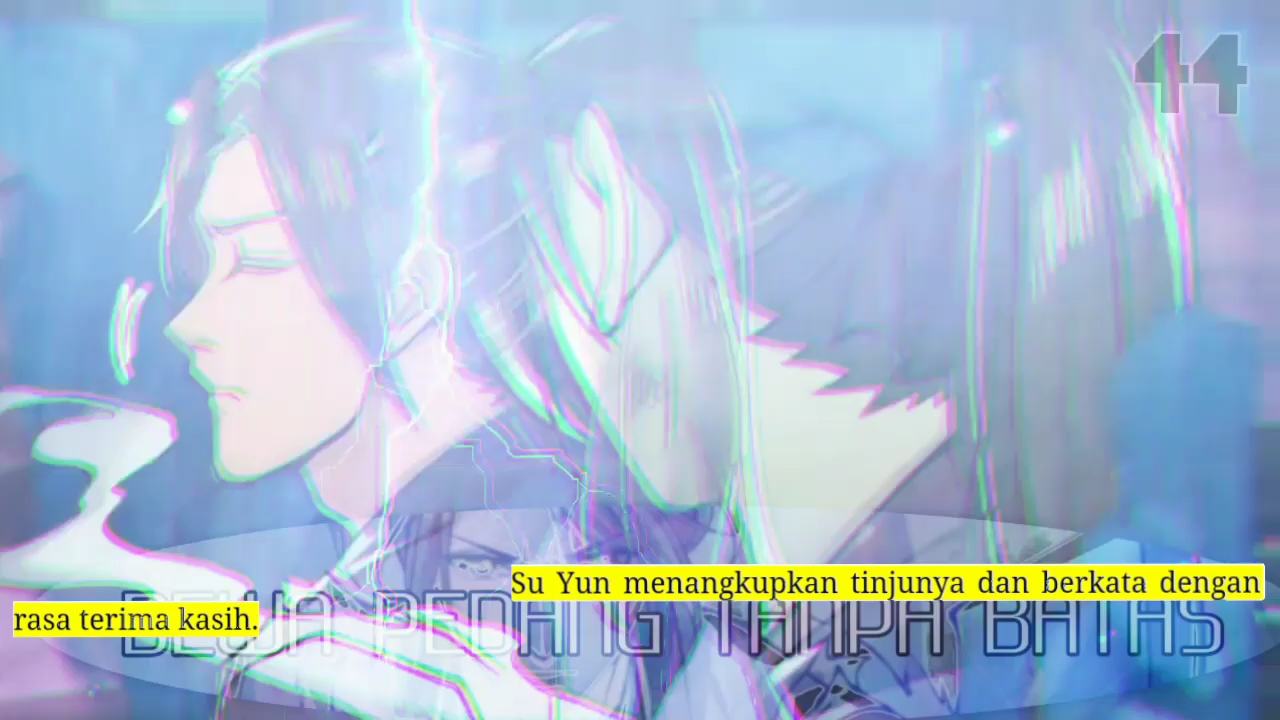 44
Su Yun menangkupkan tinjunya dan berkata dengan
rasa terima kasih.
DEWA PEDANG TANPA BATAS